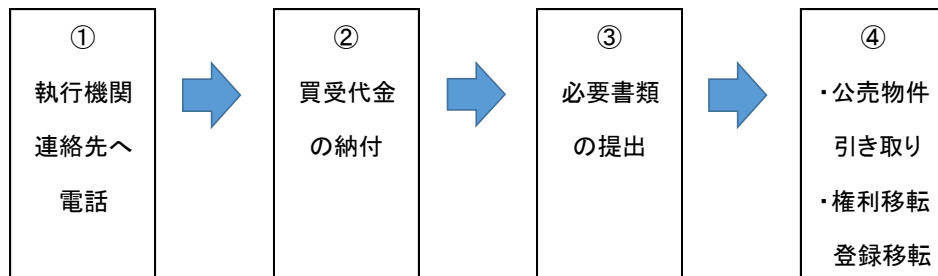 ①
執行機関
連絡先へ
電話
②
買受代金
の納付
③
必要書類
の提出
④
・公売物件
引き取り
・権利移転
登録移転